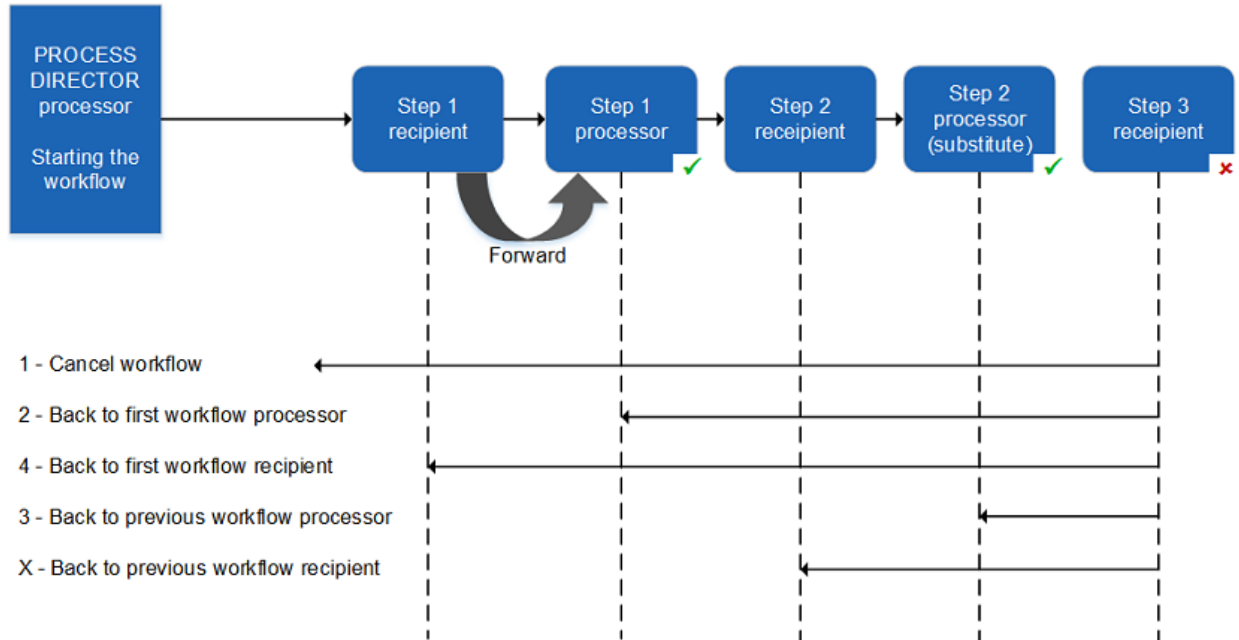 PROCESS
DIRECTOR
processor
Starting the
workflow
Step 1
recipient
Step 1
processor
Step 2
receipient
Step 2
processor
(substitute)
Step 3
receipient
Forward
1 - Cancel workflow
2 - Back to first workflow processor
4 - Back to first workflow recipient
3 - Back to previous workflow processor
X - Back to previous workflow recipient